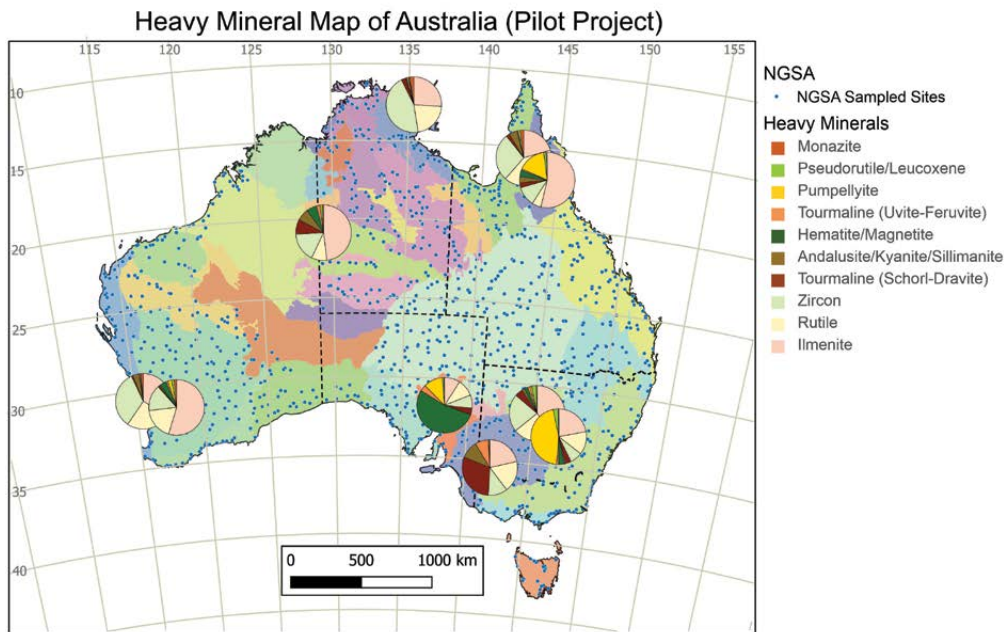 Heavy Mineral Map of Australia (Pilot Project)
115 120 125 130 135 140 145 150 155
10
15
20
25
30
35
40
0 500 1000 km
NGSA
NGSA Sampled Sites
Heavy Minerals
Monazite
Pseudorutile/Leucoxene
Pumpellyite
Tourmaline (Uvite-Feruvite)
Hematite/Magnetite
Andalusite/Kyanite/Sillimanite
Tourmaline (Schorl-Dravite)
Zircon
Rutile
Ilmenite